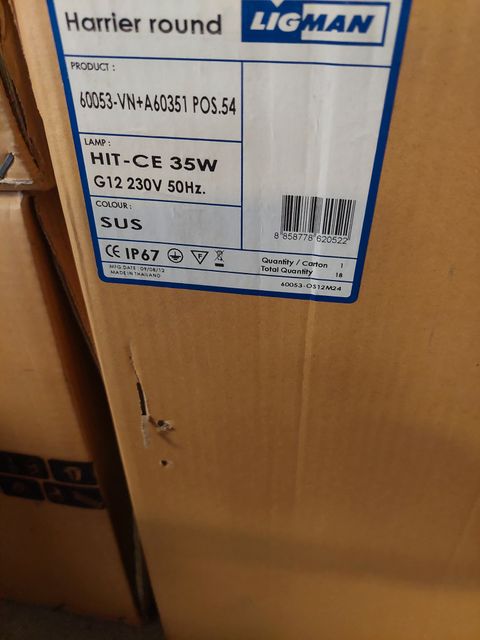 Harrier round
LIGMAN
PRODUCT :
60053-VN+A60351 POS.54
LAMP :
HIT-CE 35W
G12 230V 50Hz.
COLOUR :
SUS
8 858778 620522
CE IP67 F
MFG DATE : 09/08/12
MADE IN THAILAND
Quantity / Carton 1
Total Quantity 18
60053-OS12M24